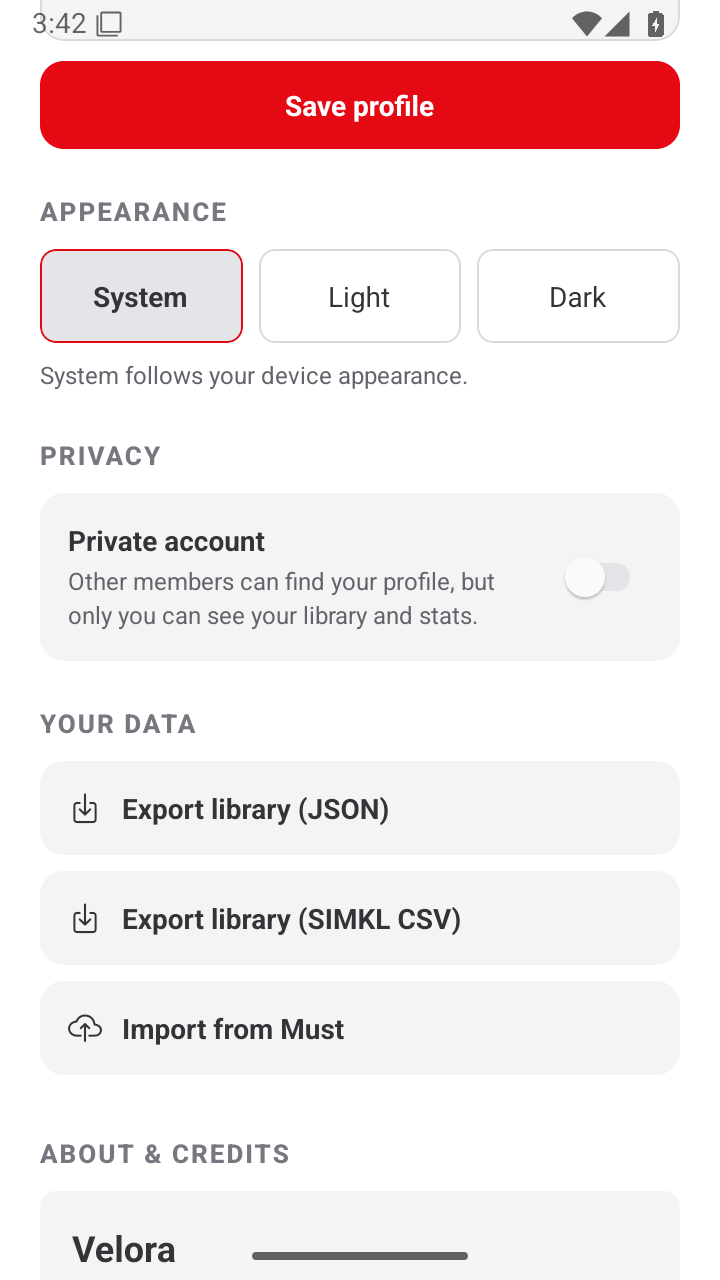 3:42
Save profile
APPEARANCE
System
Light
Dark
System follows your device appearance.
PRIVACY
Private account
Other members can find your profile, but
only you can see your library and stats.
YOUR DATA
Export library (JSON)
Export library (SIMKL CSV)
Import from Must
ABOUT & CREDITS
Velora